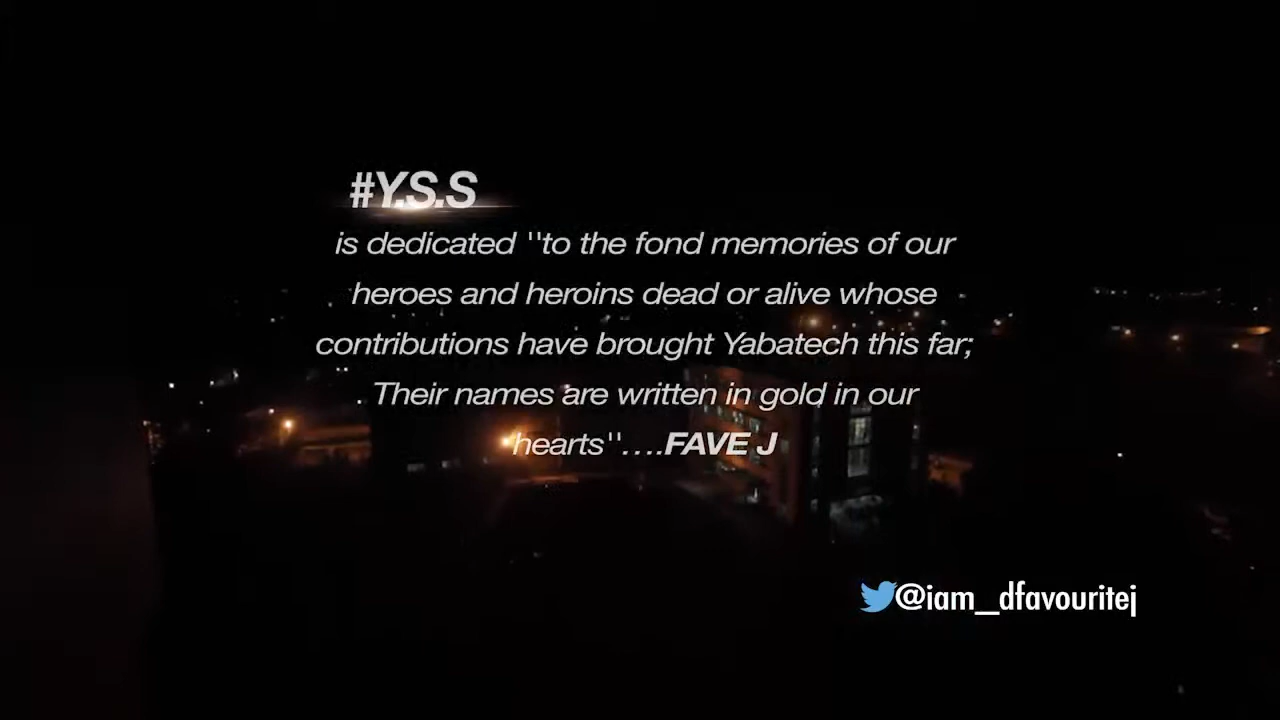 #Y.S.S
is dedicated "to the fond memories of our
heroes and heroins dead or alive whose
contributions have brought Yabatech this far;
. Their names are written in gold in our
hearts"....FAVE J
@iam__dfavouritej